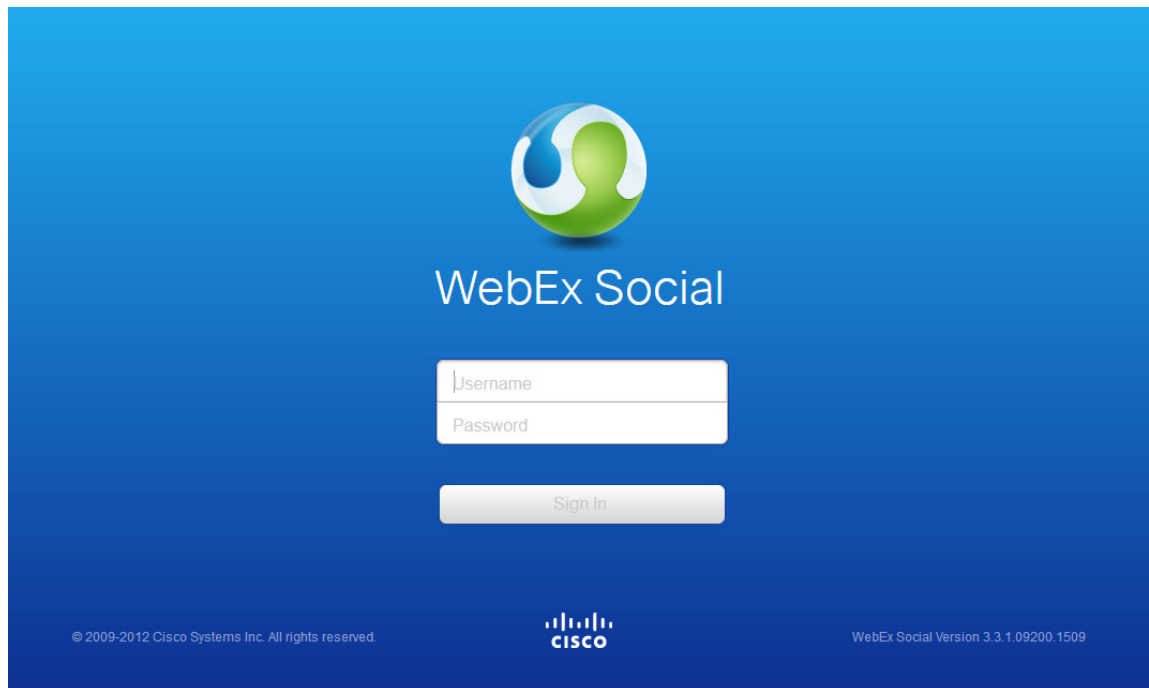 WebEx Social
Username
Password
Sign In
© 2009-2012 Cisco Systems Inc. All rights reserved.
CISCO
WebEx Social Version 3.3.1.09200.1509